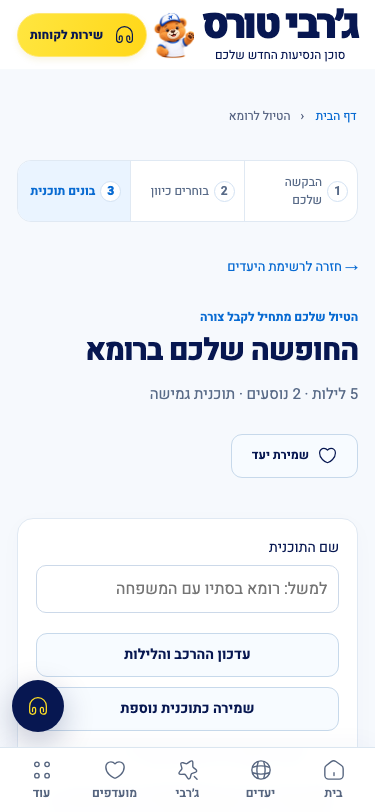 ג׳רבי טורס
סוכן הנסיעות החדש שלכם
שירות לקוחות
דף הבית › הטיול לרומא
1 הבקשה
שלכם
2 בוחרים כיוון
3 בונים תוכנית
→ חזרה לרשימת היעדים
הטיול שלכם מתחיל לקבל צורה
החופשה שלכם ברומא
5 לילות · 2 נוסעים · תוכנית גמישה
שמירת יעד
שם התוכנית
למשל: רומא בסתיו עם המשפחה
עדכון ההרכב והלילות
שמירה כתוכנית נוספת
בית
יעדים
ג׳רבי
מועדפים
עוד